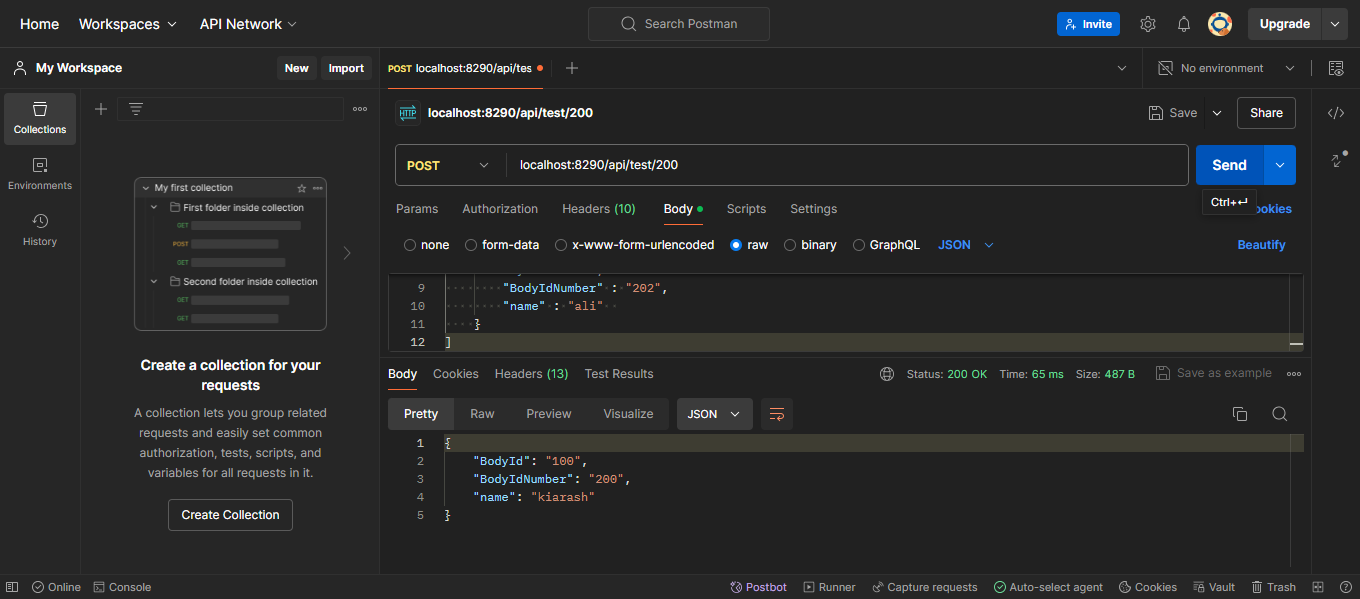 Home Workspaces API Network Search Postman Invite Upgrade
My Workspace New Import
POST localhost:8290/api/tes No environment
Collections
Environments
History
My first collection
First folder inside collection
GET
POST
GET
Second folder inside collection
GET
GET
Create a collection for your
requests
A collection lets you group related
requests and easily set common
authorization, tests, scripts, and
variables for all requests in it.
Create Collection
HTTP localhost:8290/api/test/200 Save Share
POST localhost:8290/api/test/200 Send
Ctrl+↵
Params Authorization Headers (10) Body Scripts Settings ookies
none form-data x-www-form-urlencoded raw binary GraphQL JSON Beautify
9 "BodyIdNumber" : "202",
10 "name" : "ali"
11 }
12 ]
Body Cookies Headers (13) Test Results Status: 200 OK Time: 65 ms Size: 487 B Save as example
Pretty Raw Preview Visualize JSON
1 {
2 "BodyId": "100",
3 "BodyIdNumber": "200",
4 "name": "kiarash"
5 }
Online Console Postbot Runner Capture requests Auto-select agent Cookies Vault Trash